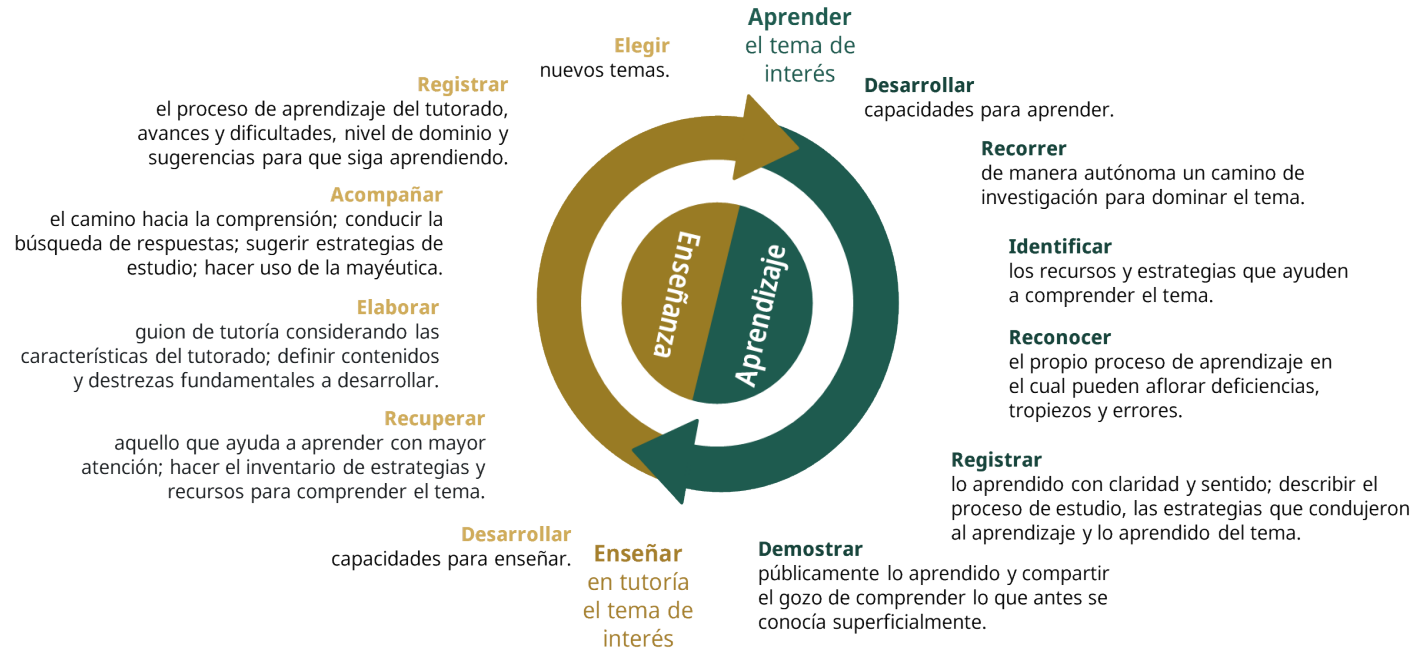 Aprender
el tema de
interés
Desarrollar
capacidades para aprender.
Recorrer
de manera autónoma un camino de
investigación para dominar el tema.
Identificar
los recursos y estrategias que ayuden
a comprender el tema.
Reconocer
el propio proceso de aprendizaje en
el cual pueden aflorar deficiencias,
tropiezos y errores.
Registrar
lo aprendido con claridad y sentido; describir el
proceso de estudio, las estrategias que condujeron
al aprendizaje y lo aprendido del tema.
Demostrar
públicamente lo aprendido y compartir
el gozo de comprender lo que antes se
conocía superficialmente.
Enseñar
en tutoría
el tema de
interés
Desarrollar
capacidades para enseñar.
Recuperar
aquello que ayuda a aprender con mayor
atención; hacer el inventario de estrategias y
recursos para comprender el tema.
Elaborar
guion de tutoría considerando las
características del tutorado; definir contenidos
y destrezas fundamentales a desarrollar.
Acompañar
el camino hacia la comprensión; conducir la
búsqueda de respuestas; sugerir estrategias de
estudio; hacer uso de la mayéutica.
Registrar
el proceso de aprendizaje del tutorado,
avances y dificultades, nivel de dominio y
sugerencias para que siga aprendiendo.
Elegir
nuevos temas.
Enseñanza
Aprendizaje